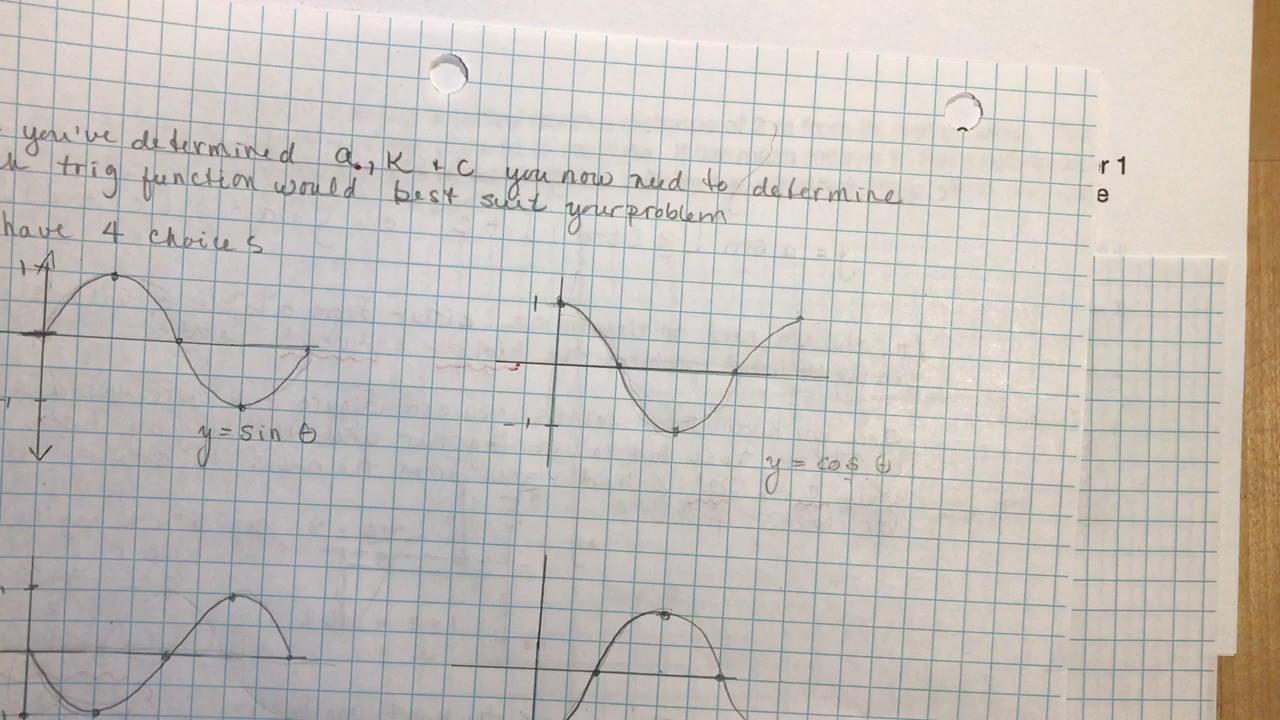 you've determined a, K + C you now need to determine
trig function would best suit your problem
have 4 choices
1
1
-1
y = sin θ
-1
y = cos θ
r 1
e